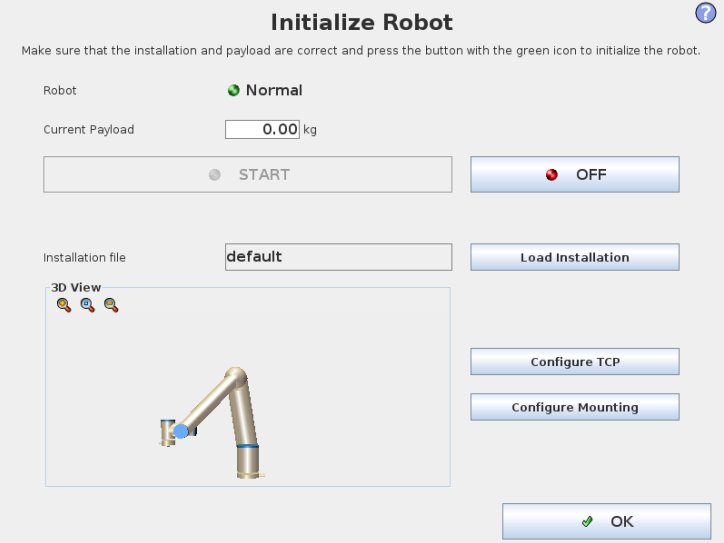 Initialize Robot
?
Make sure that the installation and payload are correct and press the button with the green icon to initialize the robot.
Robot
Normal
Current Payload
0.00 kg
START
OFF
Installation file
default
Load Installation
3D View
Configure TCP
Configure Mounting
OK